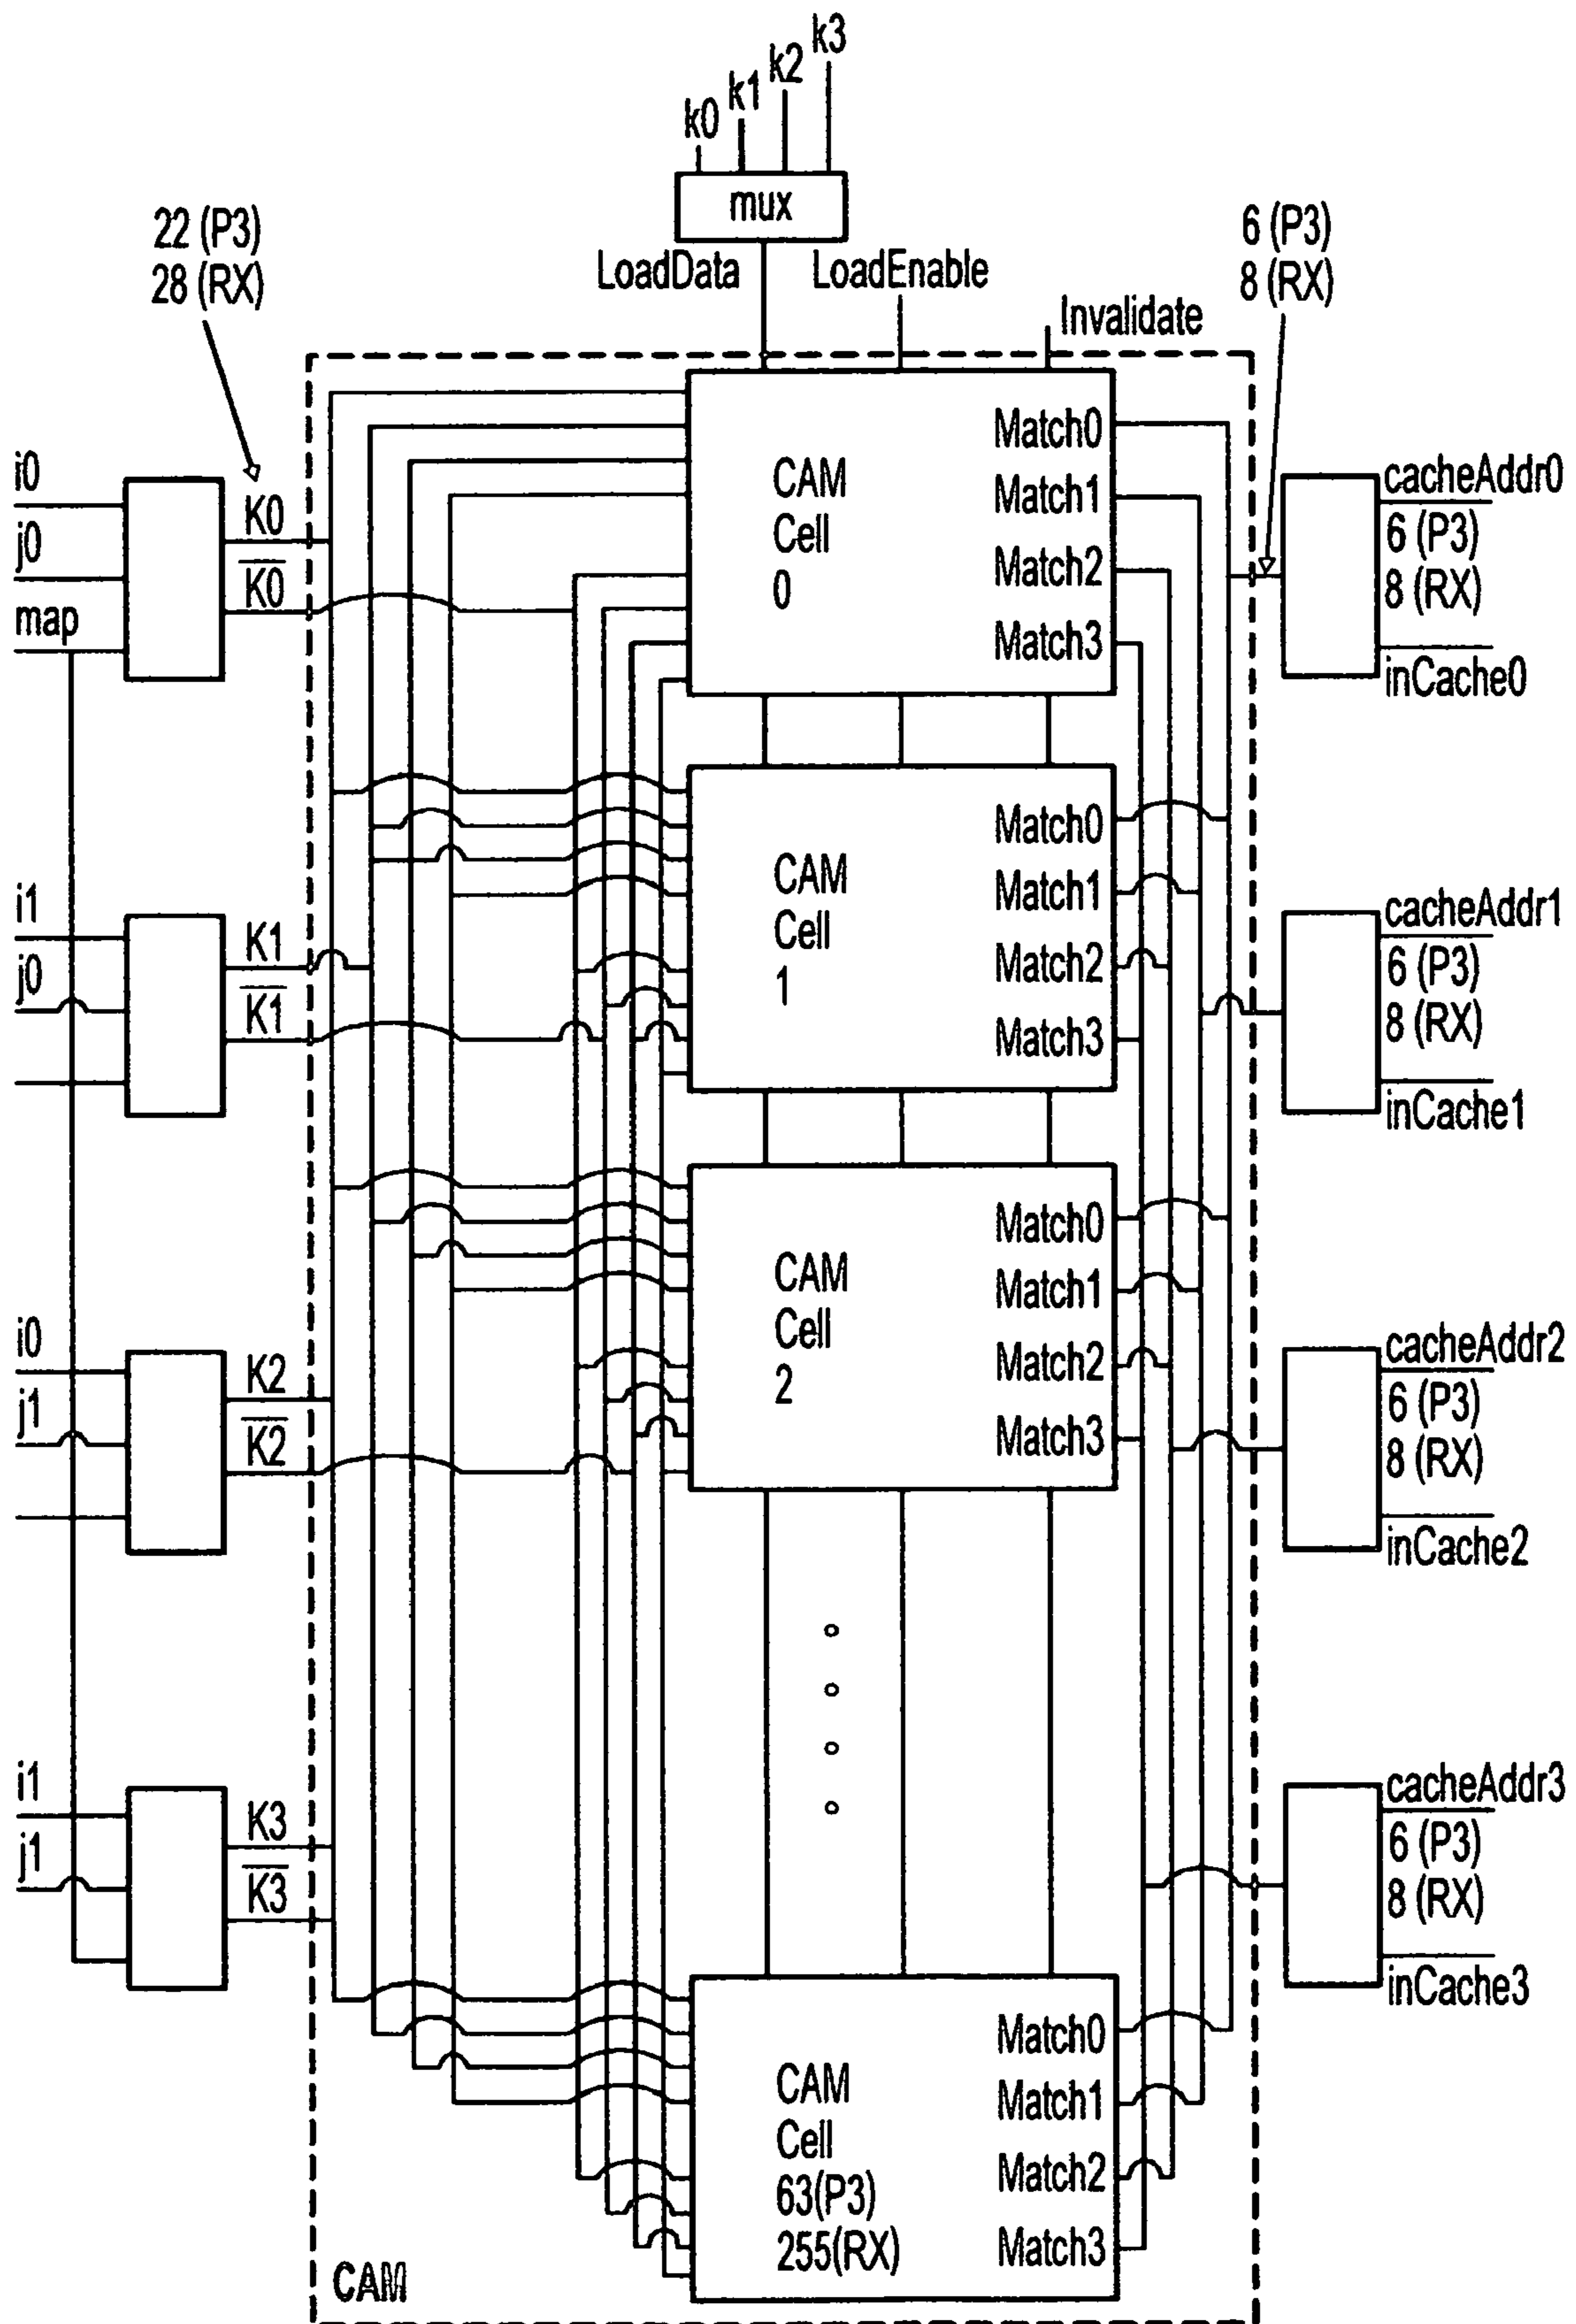 k0
k1
k2
k3
mux
LoadData
LoadEnable
Invalidate
22 (P3)
28 (RX)
6 (P3)
8 (RX)
i0
j0
map
K0
K0
CAM
Cell
0
Match0
Match1
Match2
Match3
cacheAddr0
6 (P3)
8 (RX)
inCache0
i1
j0
K1
K1
CAM
Cell
1
Match0
Match1
Match2
Match3
cacheAddr1
6 (P3)
8 (RX)
inCache1
i0
j1
K2
K2
CAM
Cell
2
Match0
Match1
Match2
Match3
cacheAddr2
6 (P3)
8 (RX)
inCache2
i1
j1
K3
K3
CAM
Cell
63(P3)
255(RX)
Match0
Match1
Match2
Match3
cacheAddr3
6 (P3)
8 (RX)
inCache3
CAM